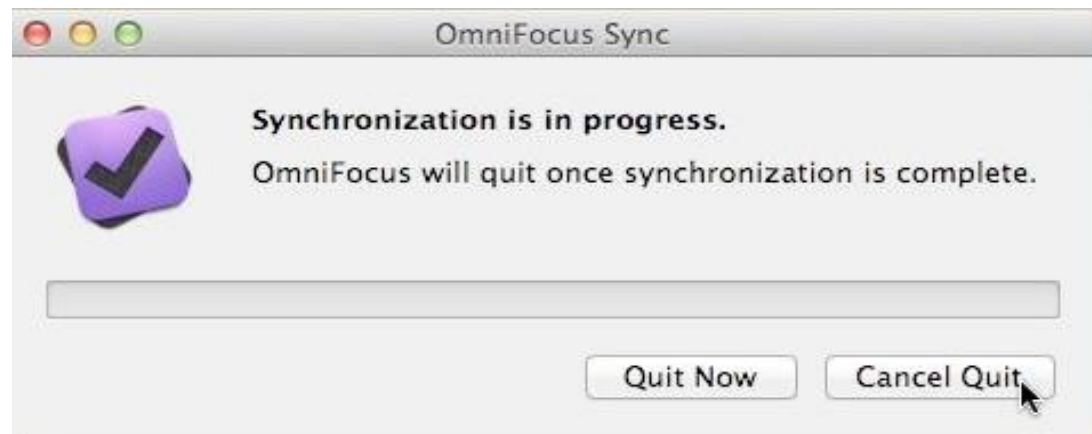 OmniFocus Sync
Synchronization is in progress.
OmniFocus will quit once synchronization is complete.
Quit Now Cancel Quit